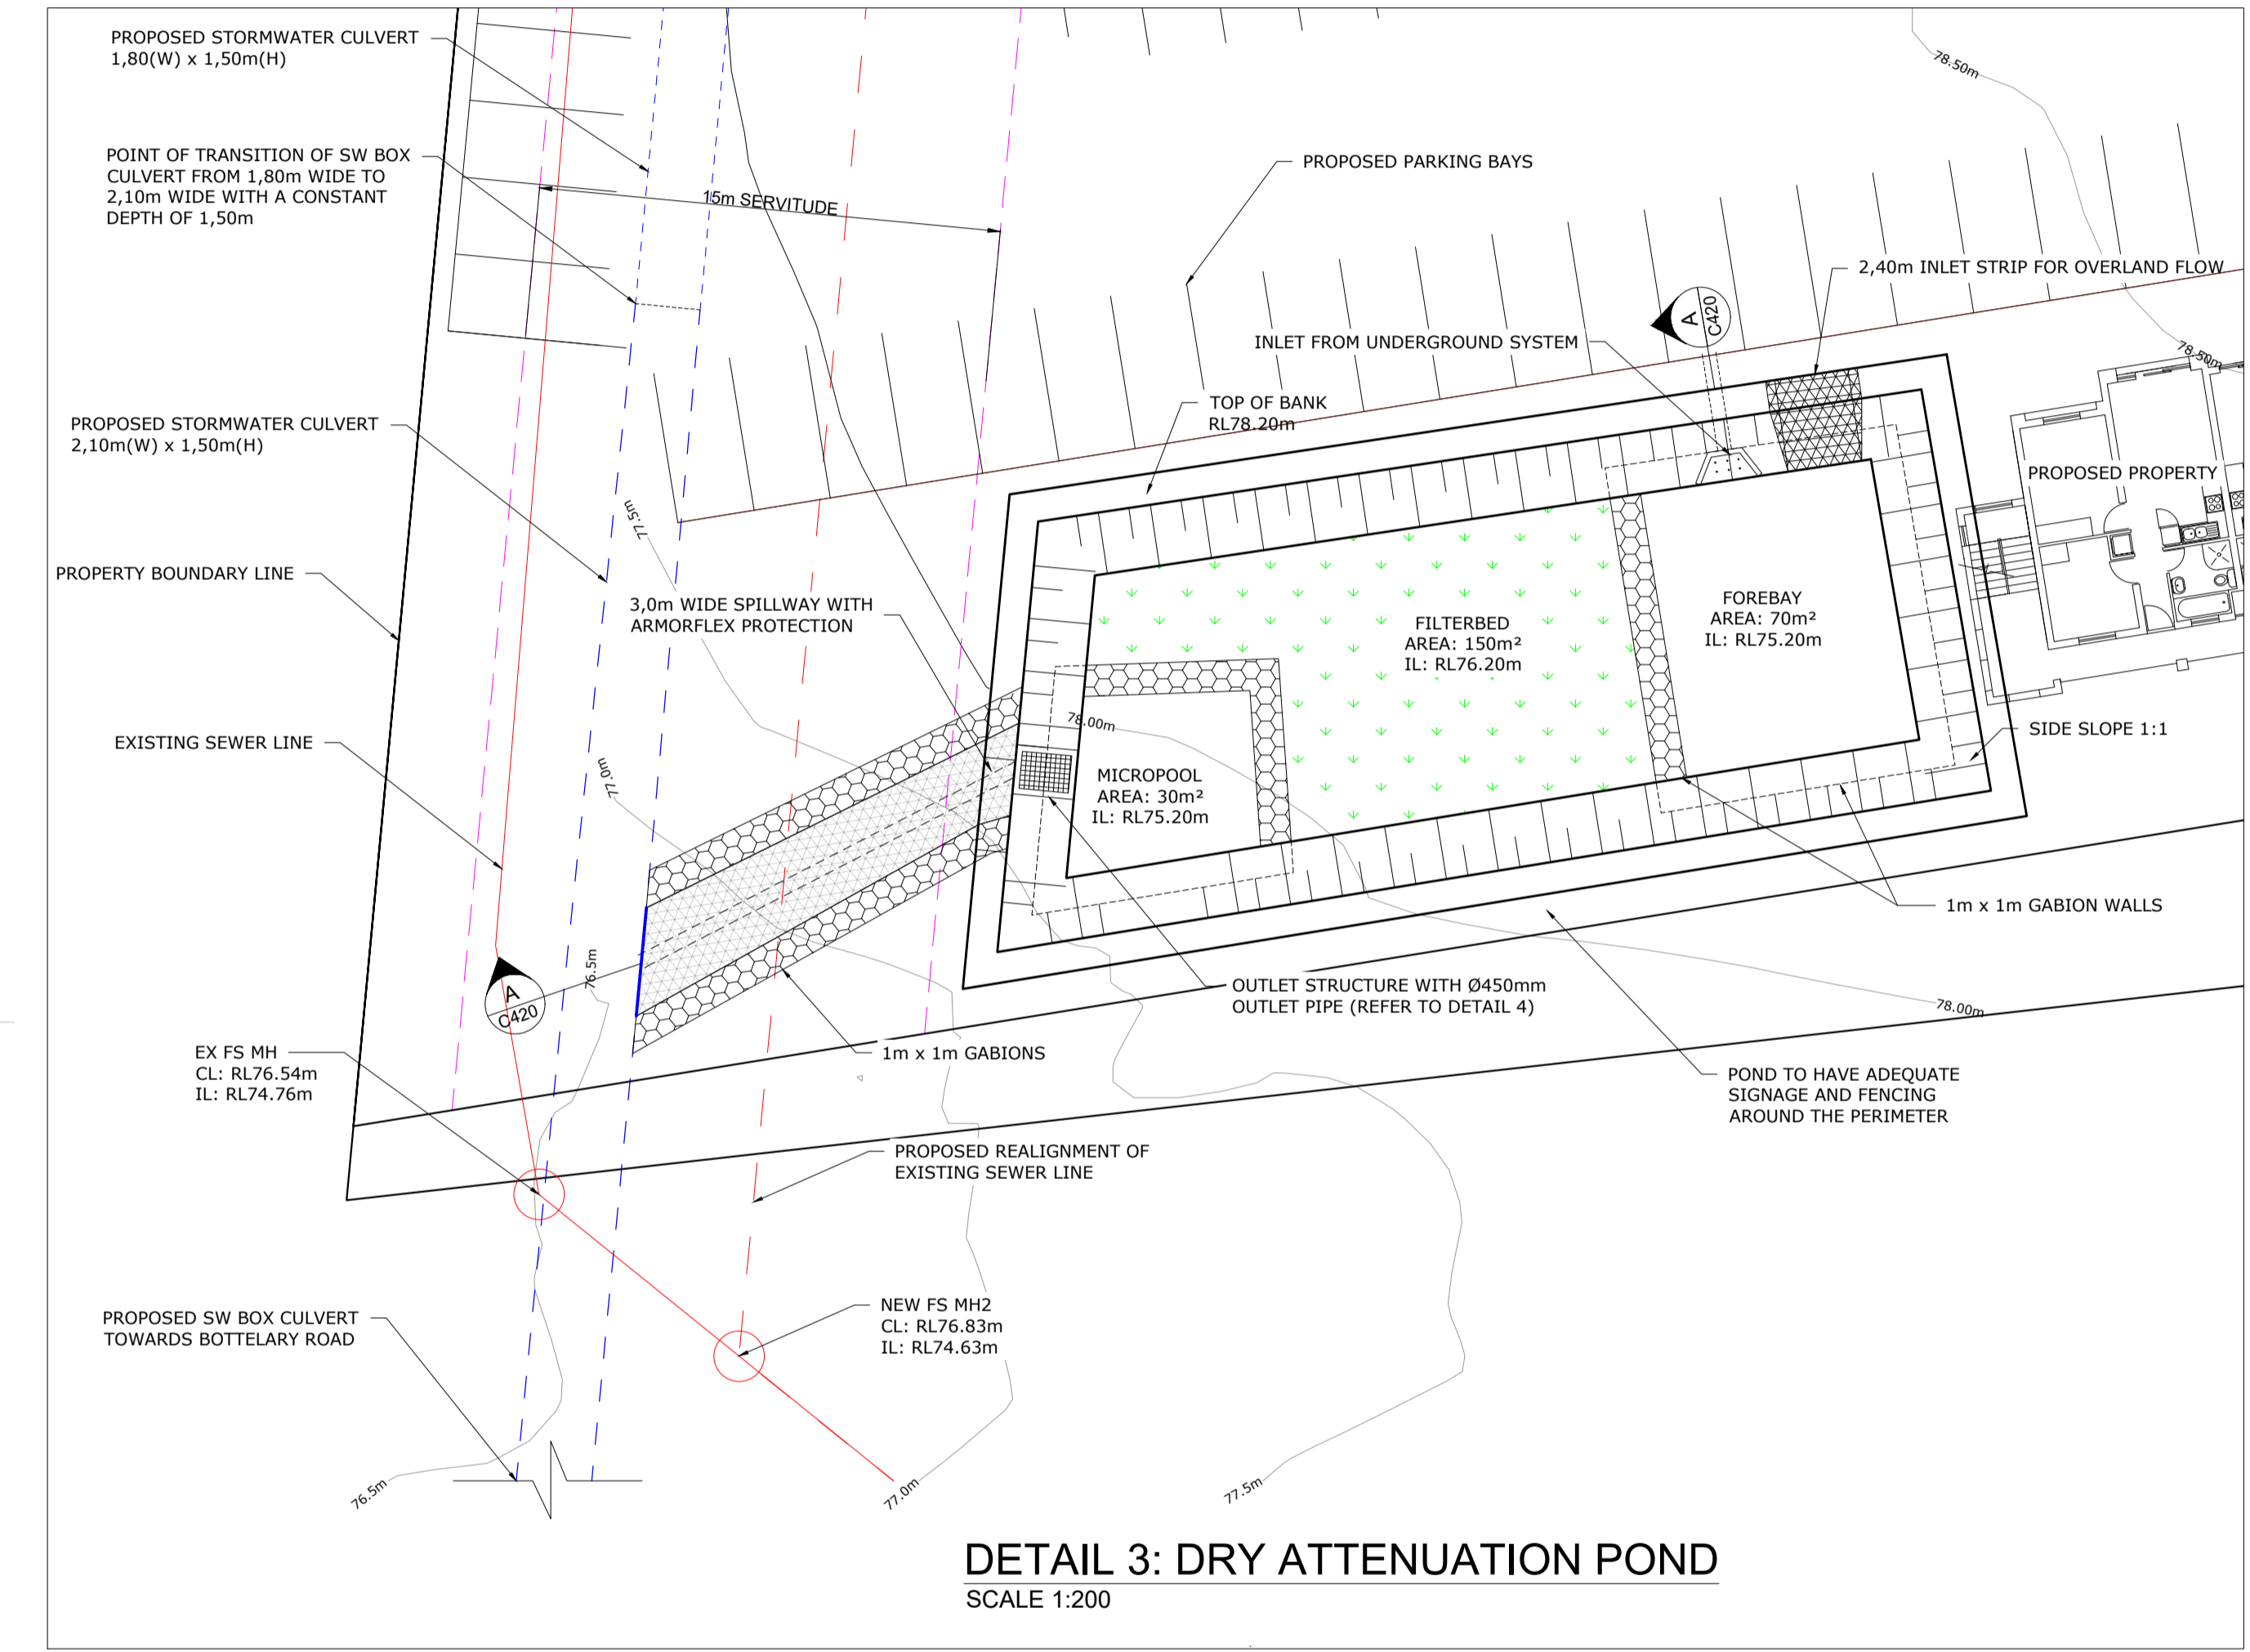 PROPOSED STORMWATER CULVERT
1,80(W) x 1,50m(H)
POINT OF TRANSITION OF SW BOX
CULVERT FROM 1,80m WIDE TO
2,10m WIDE WITH A CONSTANT
DEPTH OF 1,50m
15m SERVITUDE
PROPOSED PARKING BAYS
78.50m
2,40m INLET STRIP FOR OVERLAND FLOW
A
C420
INLET FROM UNDERGROUND SYSTEM
78.50m
TOP OF BANK
RL78.20m
PROPOSED STORMWATER CULVERT
2,10m(W) x 1,50m(H)
PROPOSED PROPERTY
77.5m
PROPERTY BOUNDARY LINE
3,0m WIDE SPILLWAY WITH
ARMORFLEX PROTECTION
FILTERBED
AREA: 150m²
IL: RL76.20m
FOREBAY
AREA: 70m²
IL: RL75.20m
78.00m
EXISTING SEWER LINE
77.0m
SIDE SLOPE 1:1
MICROPOOL
AREA: 30m²
IL: RL75.20m
1m x 1m GABION WALLS
76.5m
A
C420
OUTLET STRUCTURE WITH Ø450mm
OUTLET PIPE (REFER TO DETAIL 4)
78.00m
EX FS MH
CL: RL76.54m
IL: RL74.76m
1m x 1m GABIONS
POND TO HAVE ADEQUATE
SIGNAGE AND FENCING
AROUND THE PERIMETER
PROPOSED REALIGNMENT OF
EXISTING SEWER LINE
PROPOSED SW BOX CULVERT
TOWARDS BOTTELARY ROAD
NEW FS MH2
CL: RL76.83m
IL: RL74.63m
76.5m
77.0m
77.5m
DETAIL 3: DRY ATTENUATION POND
SCALE 1:200